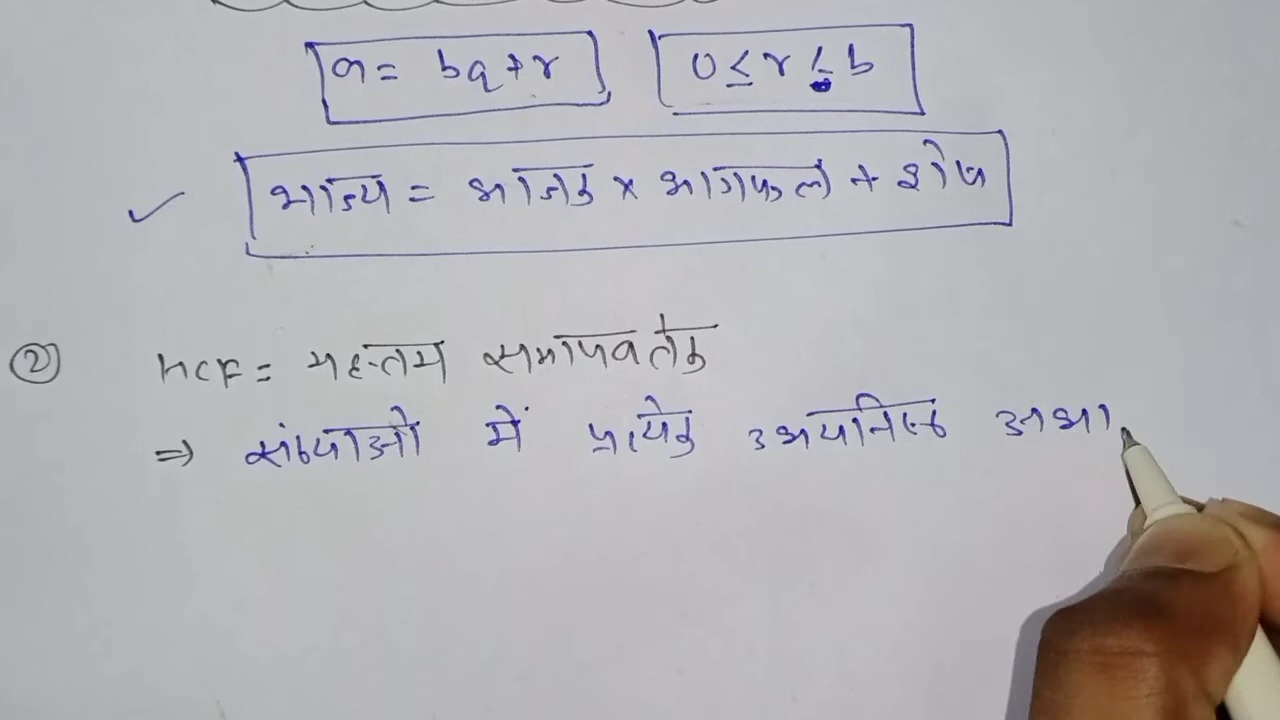 a = bq+r 0 ≤ r ≤ b
भाज्य = भाजक × भागफल + शेष
② HCF = महत्तम समापवर्तक
⇒ संख्याओ में प्रत्येक उभयनिष्ठ अभा